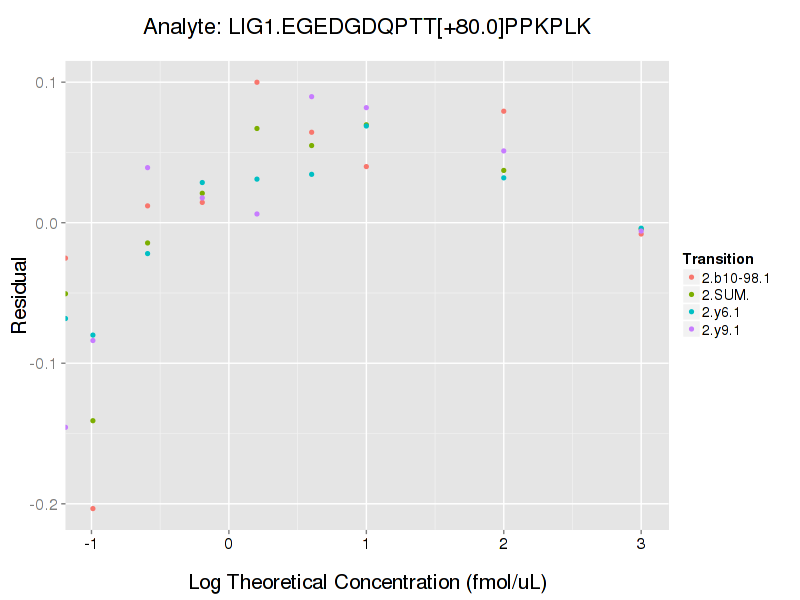 Analyte: LIG1.EGEDGDQPTT[+80.0]PPKPLK
0.1
0.0
-0.1
-0.2
Residual
-1 0 1 2 3
Log Theoretical Concentration (fmol/uL)
Transition
2.b10-98.1
2.SUM.
2.y6.1
2.y9.1